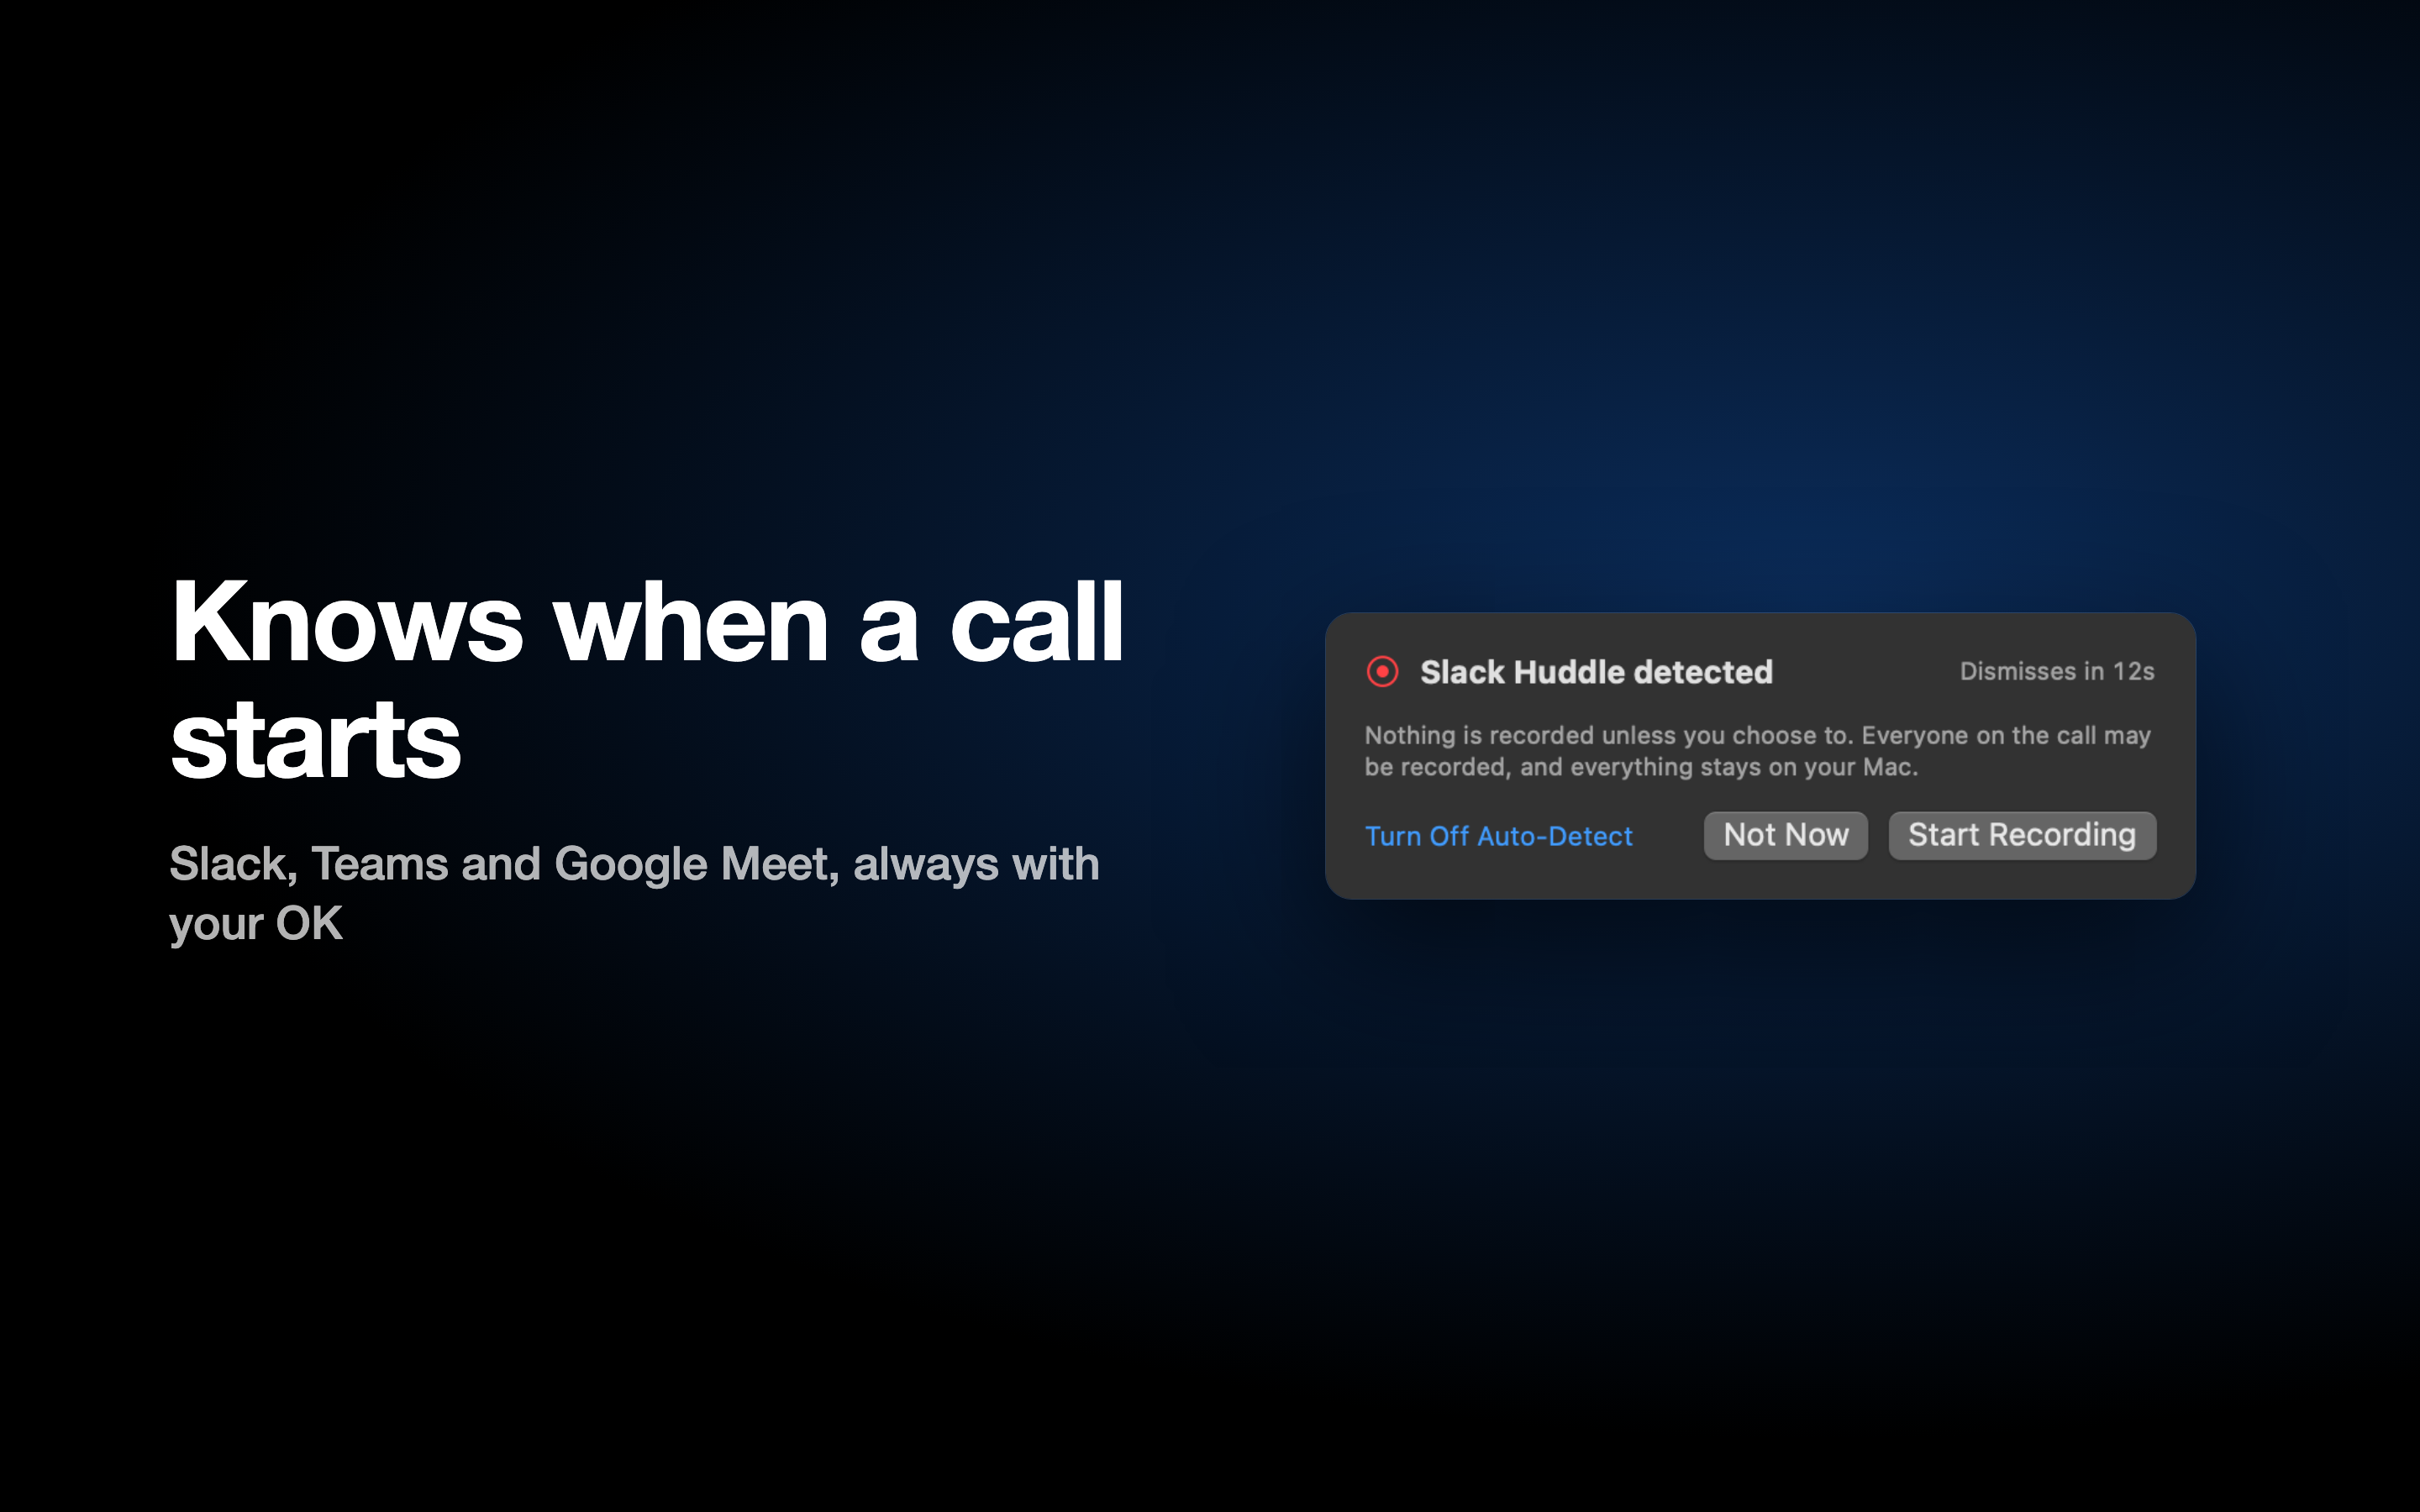 Knows when a call
starts
Slack, Teams and Google Meet, always with
your OK
Slack Huddle detected
Dismisses in 12s
Nothing is recorded unless you choose to. Everyone on the call may
be recorded, and everything stays on your Mac.
Turn Off Auto-Detect
Not Now
Start Recording